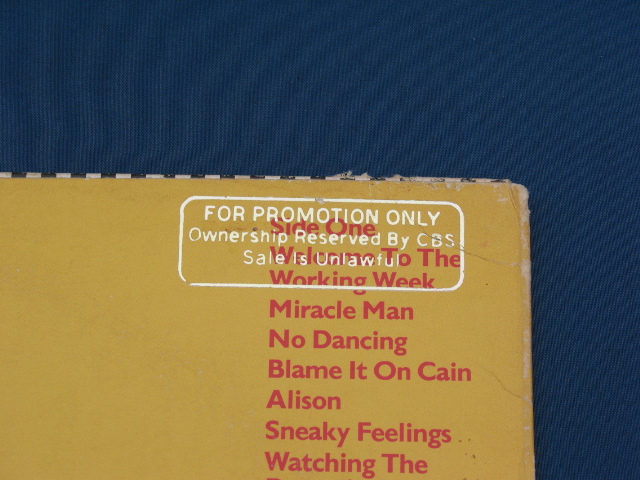 FOR PROMOTION ONLY
Ownership Reserved By CBS
Sale Is Unlawful
Side One
Welcome To The
Working Week
Miracle Man
No Dancing
Blame It On Cain
Alison
Sneaky Feelings
Watching The